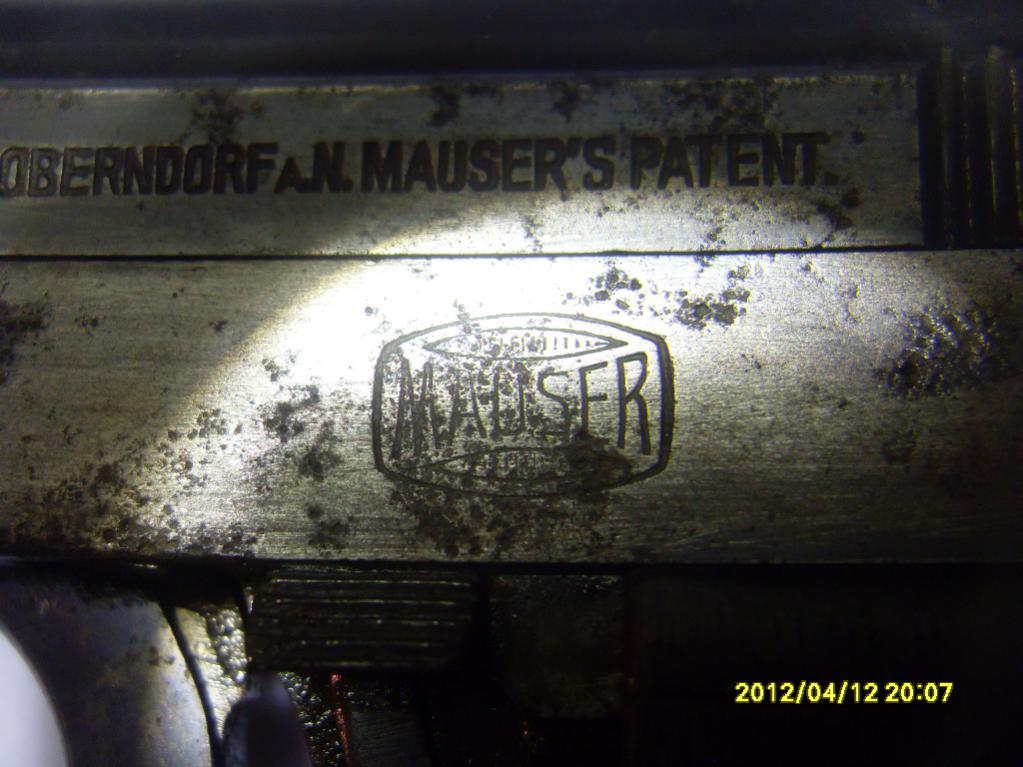 OBERNDORF A.N. MAUSER'S PATENT.
MAUSER
2012/04/12 20:07